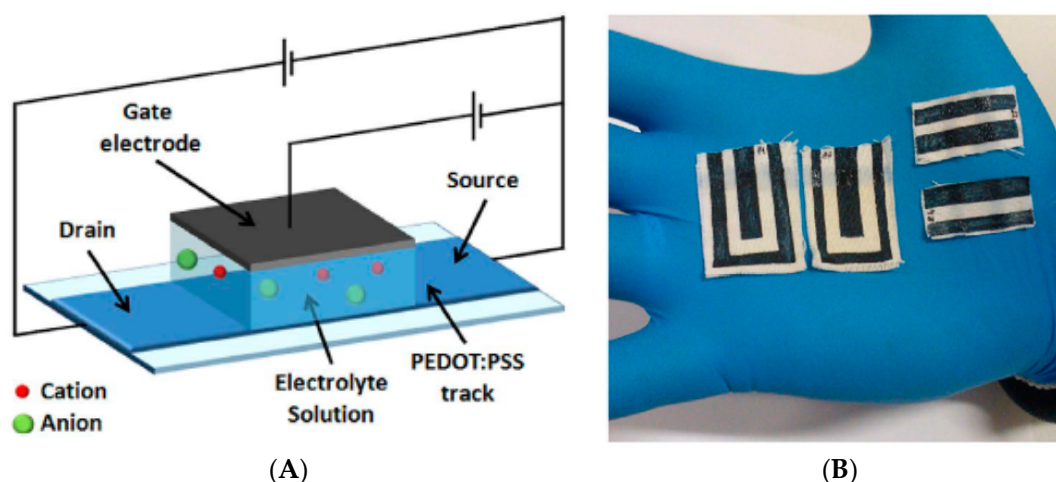 Gate
electrode
Source
Drain
PEDOT:PSS
track
Electrolyte
Solution
Cation
Anion
(A)
(B)